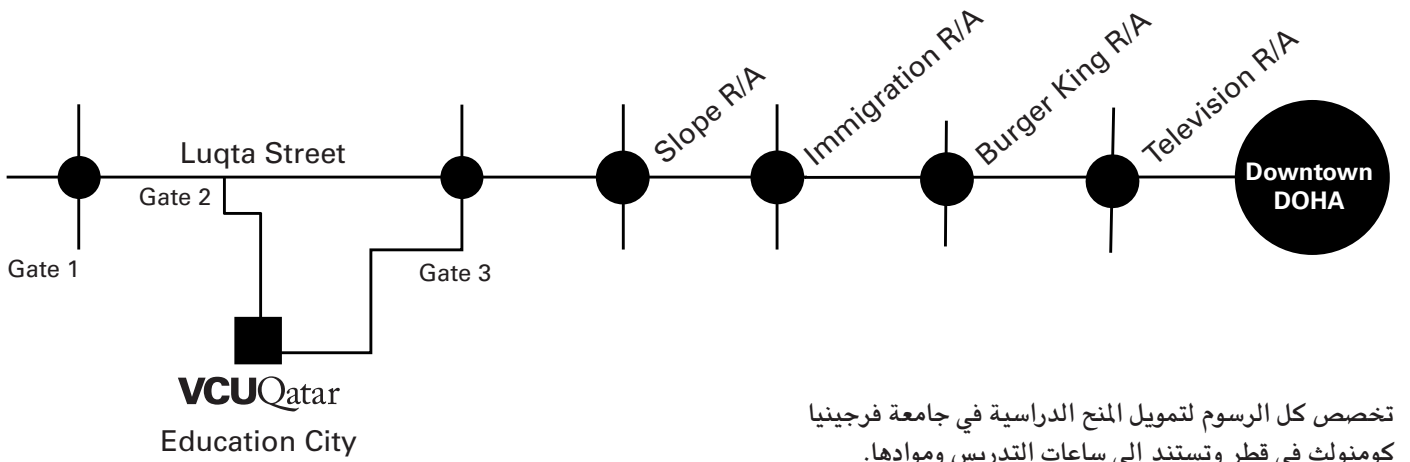 Slope R/A
Immigration R/A
Burger King R/A
Television R/A
Luqta Street
Gate 2
Downtown
DOHA
Gate 1
Gate 3
VCUQatar
Education City
تخصص كل الرسوم لتمويل المنح الدراسية في جامعة فرجينيا
كومنولث في قطر وتستند الى ساعات التدريس وموادها.